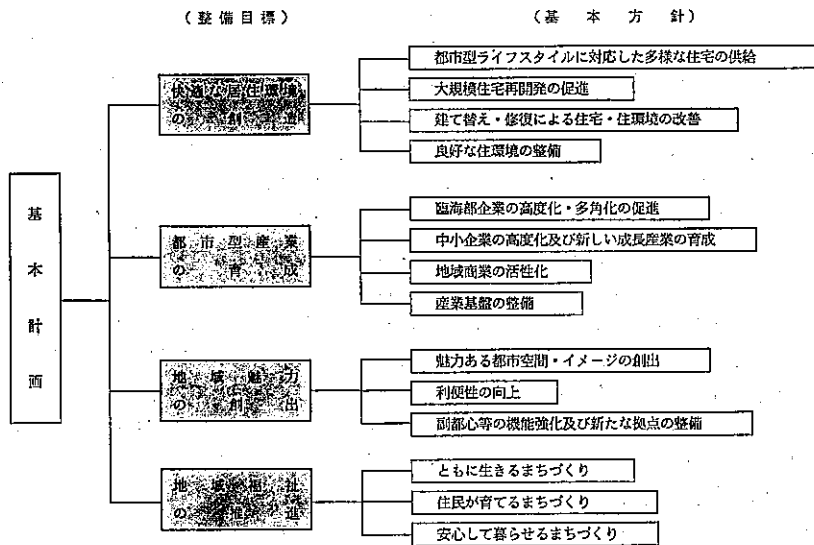 （整備目標）
（基本方針）
基本計画
快適な居住環境
の創造
都市型ライフスタイルに対応した多様な住宅の供給
大規模住宅再開発の促進
建て替え・修復による住宅・住環境の改善
良好な住環境の整備
都市型産業
の育成
臨海部企業の高度化・多角化の促進
中小企業の高度化及び新しい成長産業の育成
地域商業の活性化
産業基盤の整備
地域魅力
の創出
魅力ある都市空間・イメージの創出
利便性の向上
副都心等の機能強化及び新たな拠点の整備
地域福祉
の推進
ともに生きるまちづくり
住民が育てるまちづくり
安心して暮らせるまちづくり